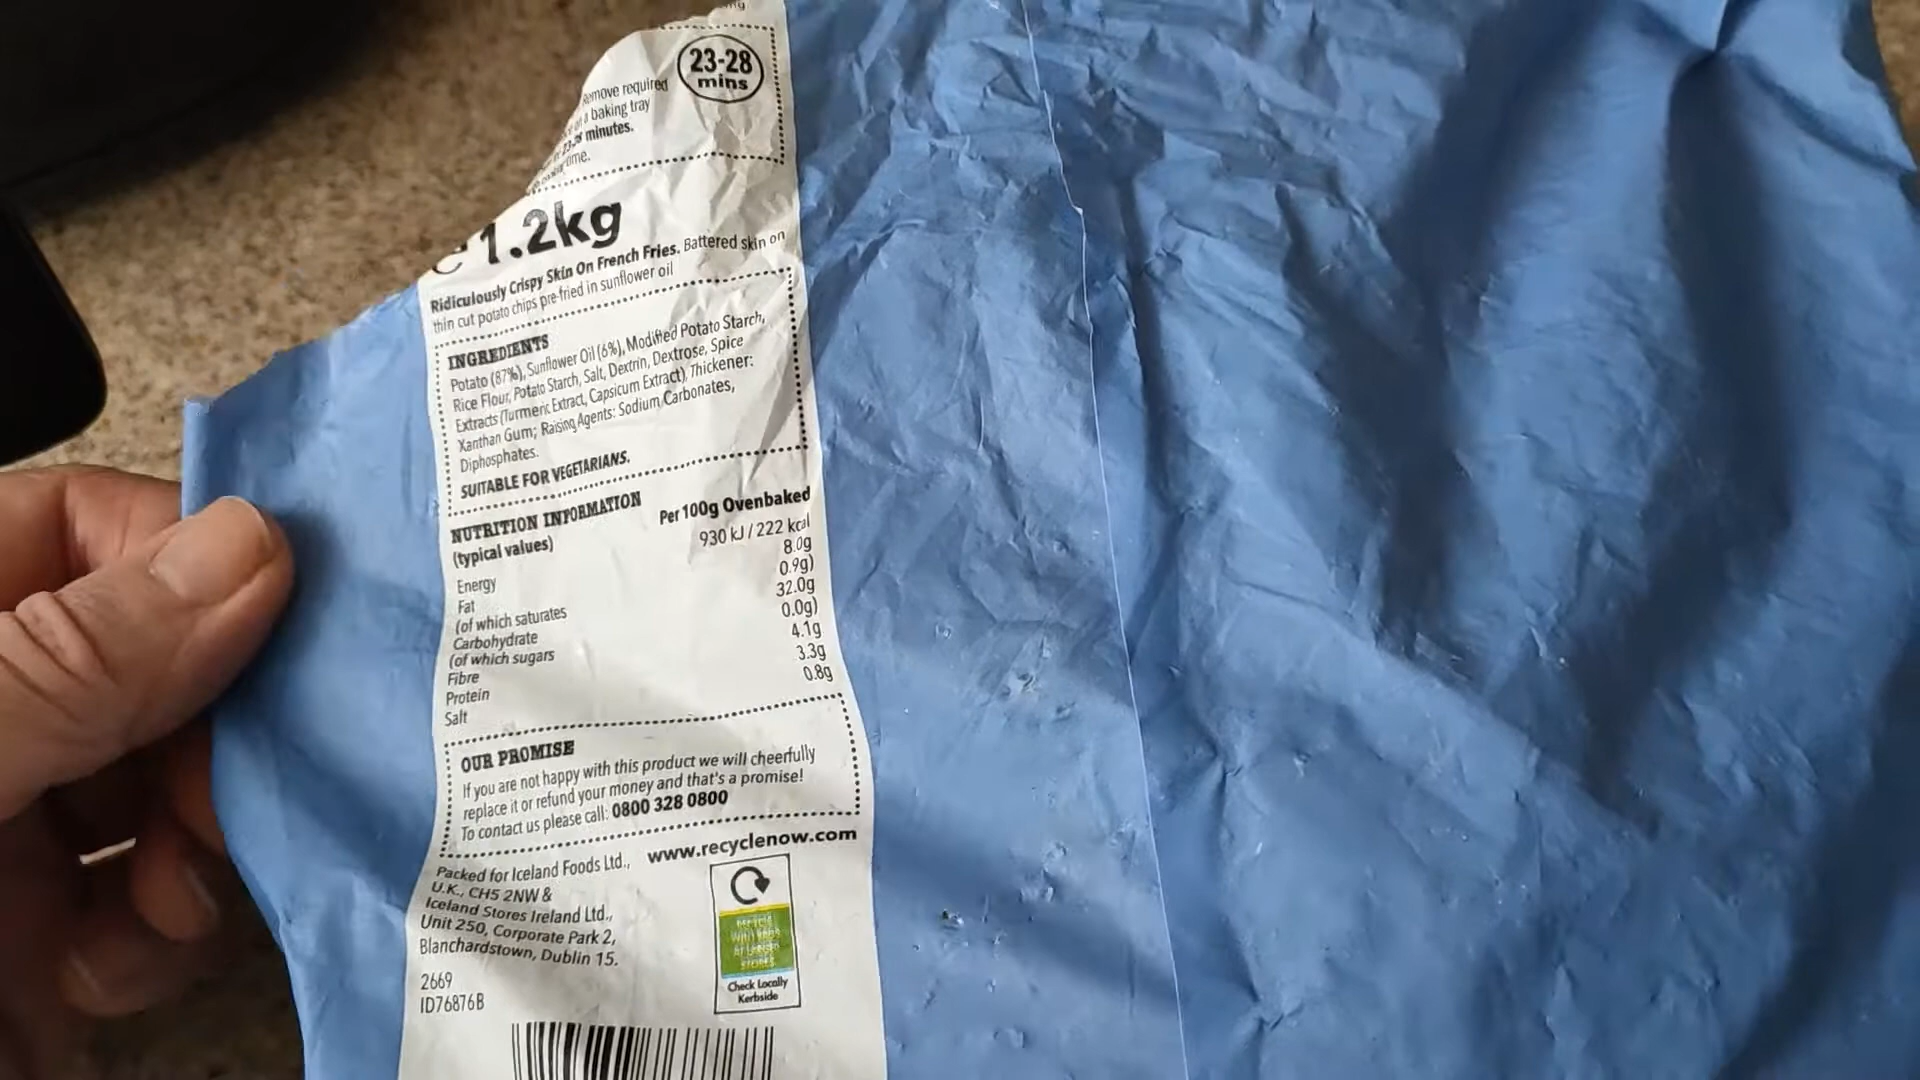 23-28
mins
Remove required
a baking tray
minutes.
1.2kg
Ridiculously Crispy Skin On French Fries. Battered skin on
thin cut potato chips pre-fried in sunflower oil
INGREDIENTS
Potato (87%), Sunflower Oil (6%), Modified Potato Starch,
Rice Flour, Potato Starch, Salt, Dextrin, Dextrose, Spice
Extracts (Turmeric Extract, Capsicum Extract), Thickener:
Xanthan Gum; Raising Agents: Sodium Carbonates,
Diphosphates.
SUITABLE FOR VEGETARIANS.
NUTRITION INFORMATION
(typical values) Per 100g Ovenbaked
Energy 930 kJ / 222 kcal
Fat 8.0g
(of which saturates 0.9g)
Carbohydrate 32.0g
(of which sugars 0.0g)
Fibre 4.1g
Protein 3.3g
Salt 0.8g
OUR PROMISE
If you are not happy with this product we will cheerfully
replace it or refund your money and that's a promise!
To contact us please call: 0800 328 0800
www.recyclenow.com
Packed for Iceland Foods Ltd.,
U.K., CH5 2NW &
Iceland Stores Ireland Ltd.,
Unit 250, Corporate Park 2,
Blanchardstown, Dublin 15.
2669
ID76876B
RECYCLE
WITH BAGS
AT LARGER
STORES
Check Locally
Kerbside